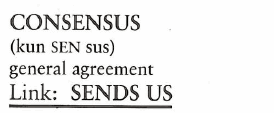 CONSENSUS
(kun SEN sus)
general agreement
Link: SENDS US